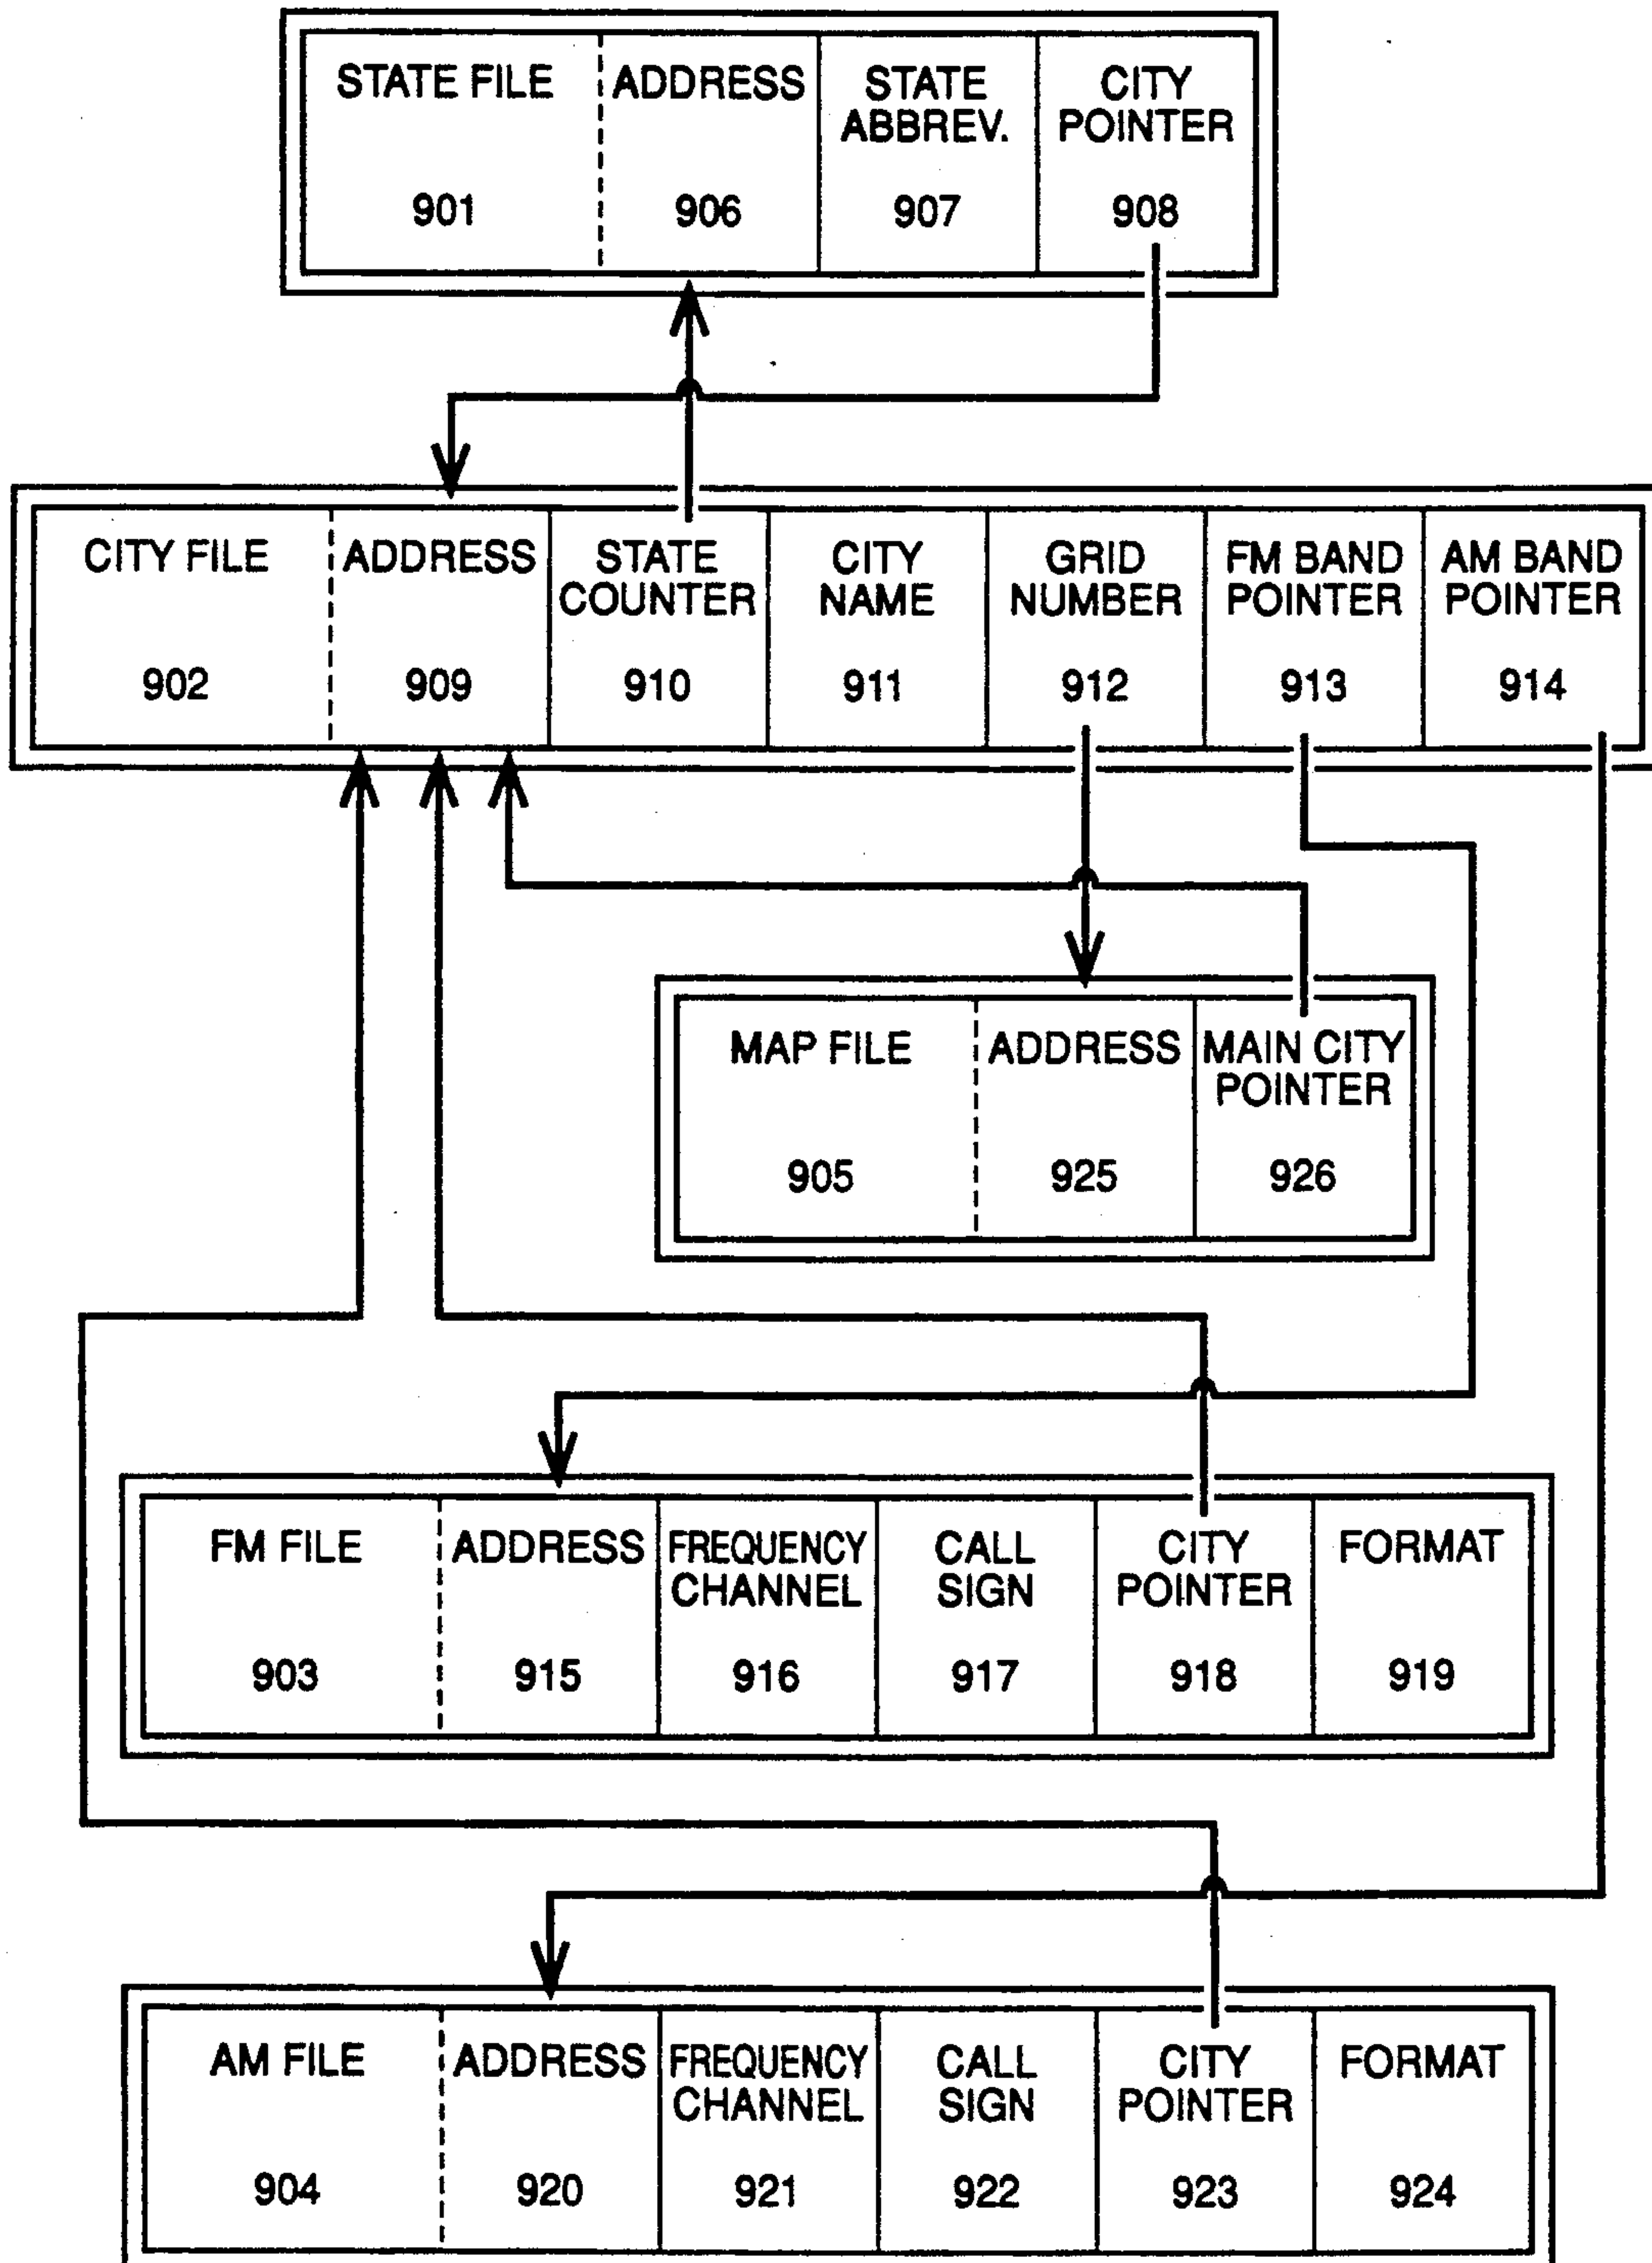 STATE FILE ADDRESS STATE CITY
ABBREV. POINTER
901 906 907 908
CITY FILE ADDRESS STATE CITY GRID FM BAND AM BAND
COUNTER NAME NUMBER POINTER POINTER
902 909 910 911 912 913 914
MAP FILE ADDRESS MAIN CITY
POINTER
905 925 926
FM FILE ADDRESS FREQUENCY CALL CITY FORMAT
CHANNEL SIGN POINTER
903 915 916 917 918 919
AM FILE ADDRESS FREQUENCY CALL CITY FORMAT
CHANNEL SIGN POINTER
904 920 921 922 923 924